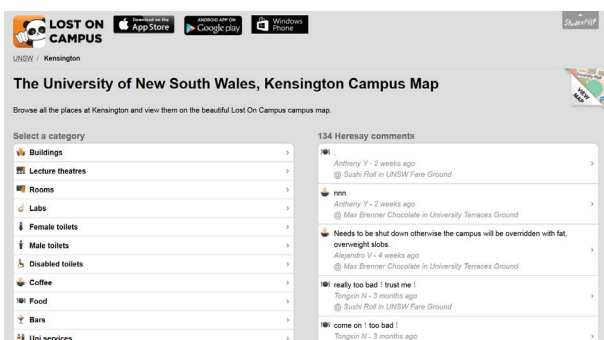 LOST ON
CAMPUS
Download on the
App Store
ANDROID APP ON
Google play
Windows
Phone
StudentVIP
UNSW / Kensington
The University of New South Wales, Kensington Campus Map
VIEW
MAP
Browse all the places at Kensington and view them on the beautiful Lost On Campus campus map.
Select a category
Buildings
Lecture theatres
Rooms
Labs
Female toilets
Male toilets
Disabled toilets
Coffee
Food
Bars
Uni services
134 Heresay comments
.
Antheny Y - 2 weeks ago
@ Sushi Roll in UNSW Fare Ground
nnn
Antheny Y - 2 weeks ago
@ Max Brenner Chocolate in University Terraces Ground
Needs to be shut down otherwise the campus will be overridden with fat,
overweight slobs.
Alejandro V - 4 weeks ago
@ Max Brenner Chocolate in University Terraces Ground
really too bad ! trust me !
Tongxin N - 3 months ago
@ Sushi Roll in UNSW Fare Ground
come on ! too bad !
Tongxin N - 3 months ago